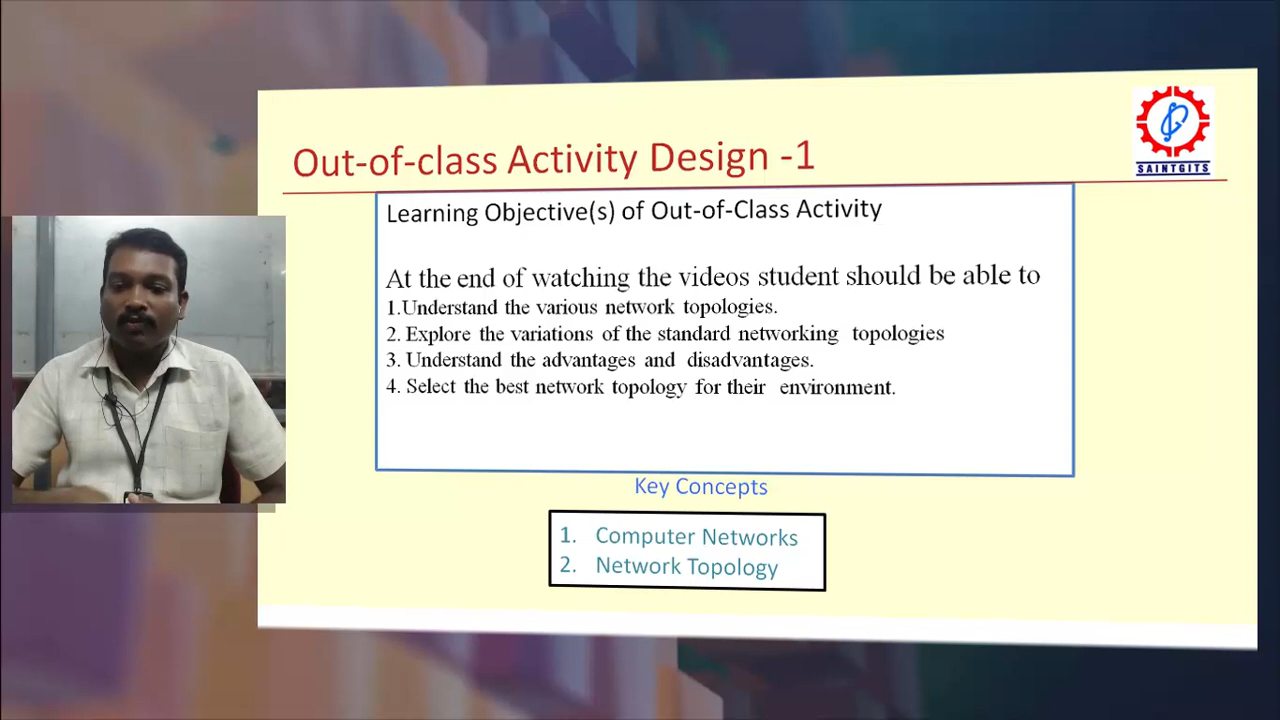 Out-of-class Activity Design -1
SAINTGITS
Learning Objective(s) of Out-of-Class Activity
At the end of watching the videos student should be able to
1.Understand the various network topologies.
2. Explore the variations of the standard networking topologies
3. Understand the advantages and disadvantages.
4. Select the best network topology for their environment.
Key Concepts
1. Computer Networks
2. Network Topology